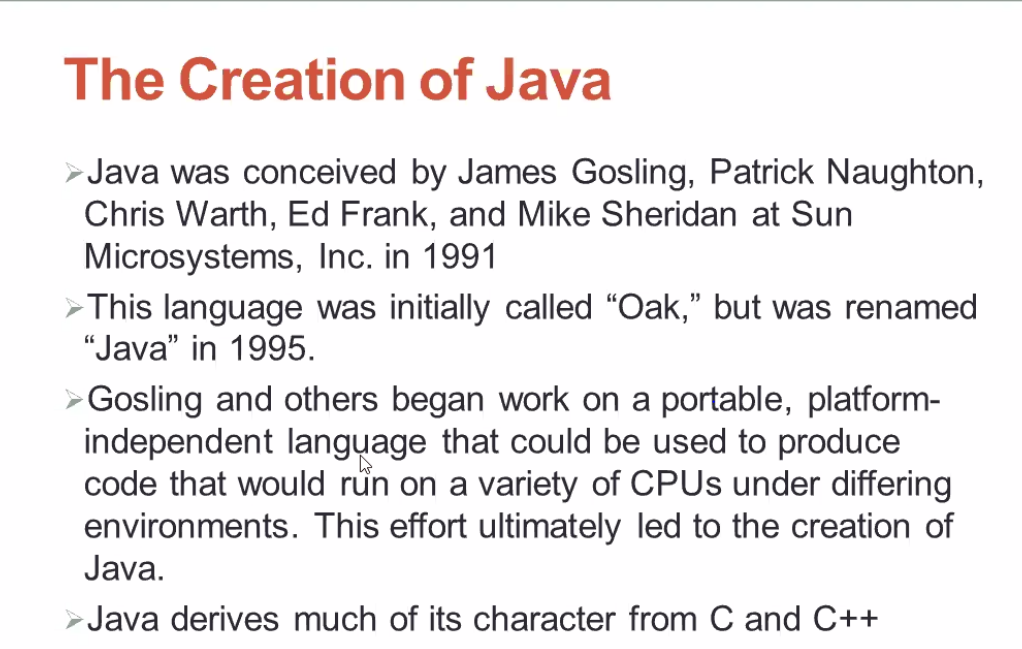 The Creation of Java
➢Java was conceived by James Gosling, Patrick Naughton,
Chris Warth, Ed Frank, and Mike Sheridan at Sun
Microsystems, Inc. in 1991
➢This language was initially called “Oak,” but was renamed
“Java” in 1995.
➢Gosling and others began work on a portable, platform-
independent language that could be used to produce
code that would run on a variety of CPUs under differing
environments. This effort ultimately led to the creation of
Java.
➢Java derives much of its character from C and C++